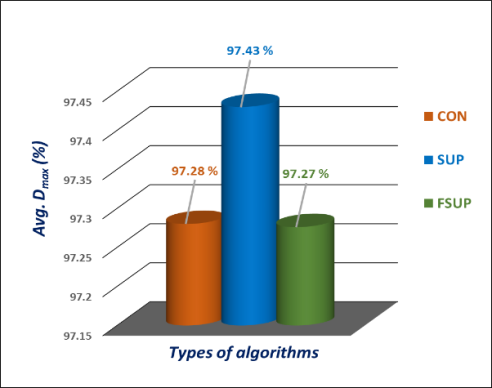 97.43 %
97.28 %
97.27 %
97.45
97.4
97.35
97.3
97.25
97.2
97.15
Avg. Dmax (%)
Types of algorithms
CON
SUP
FSUP